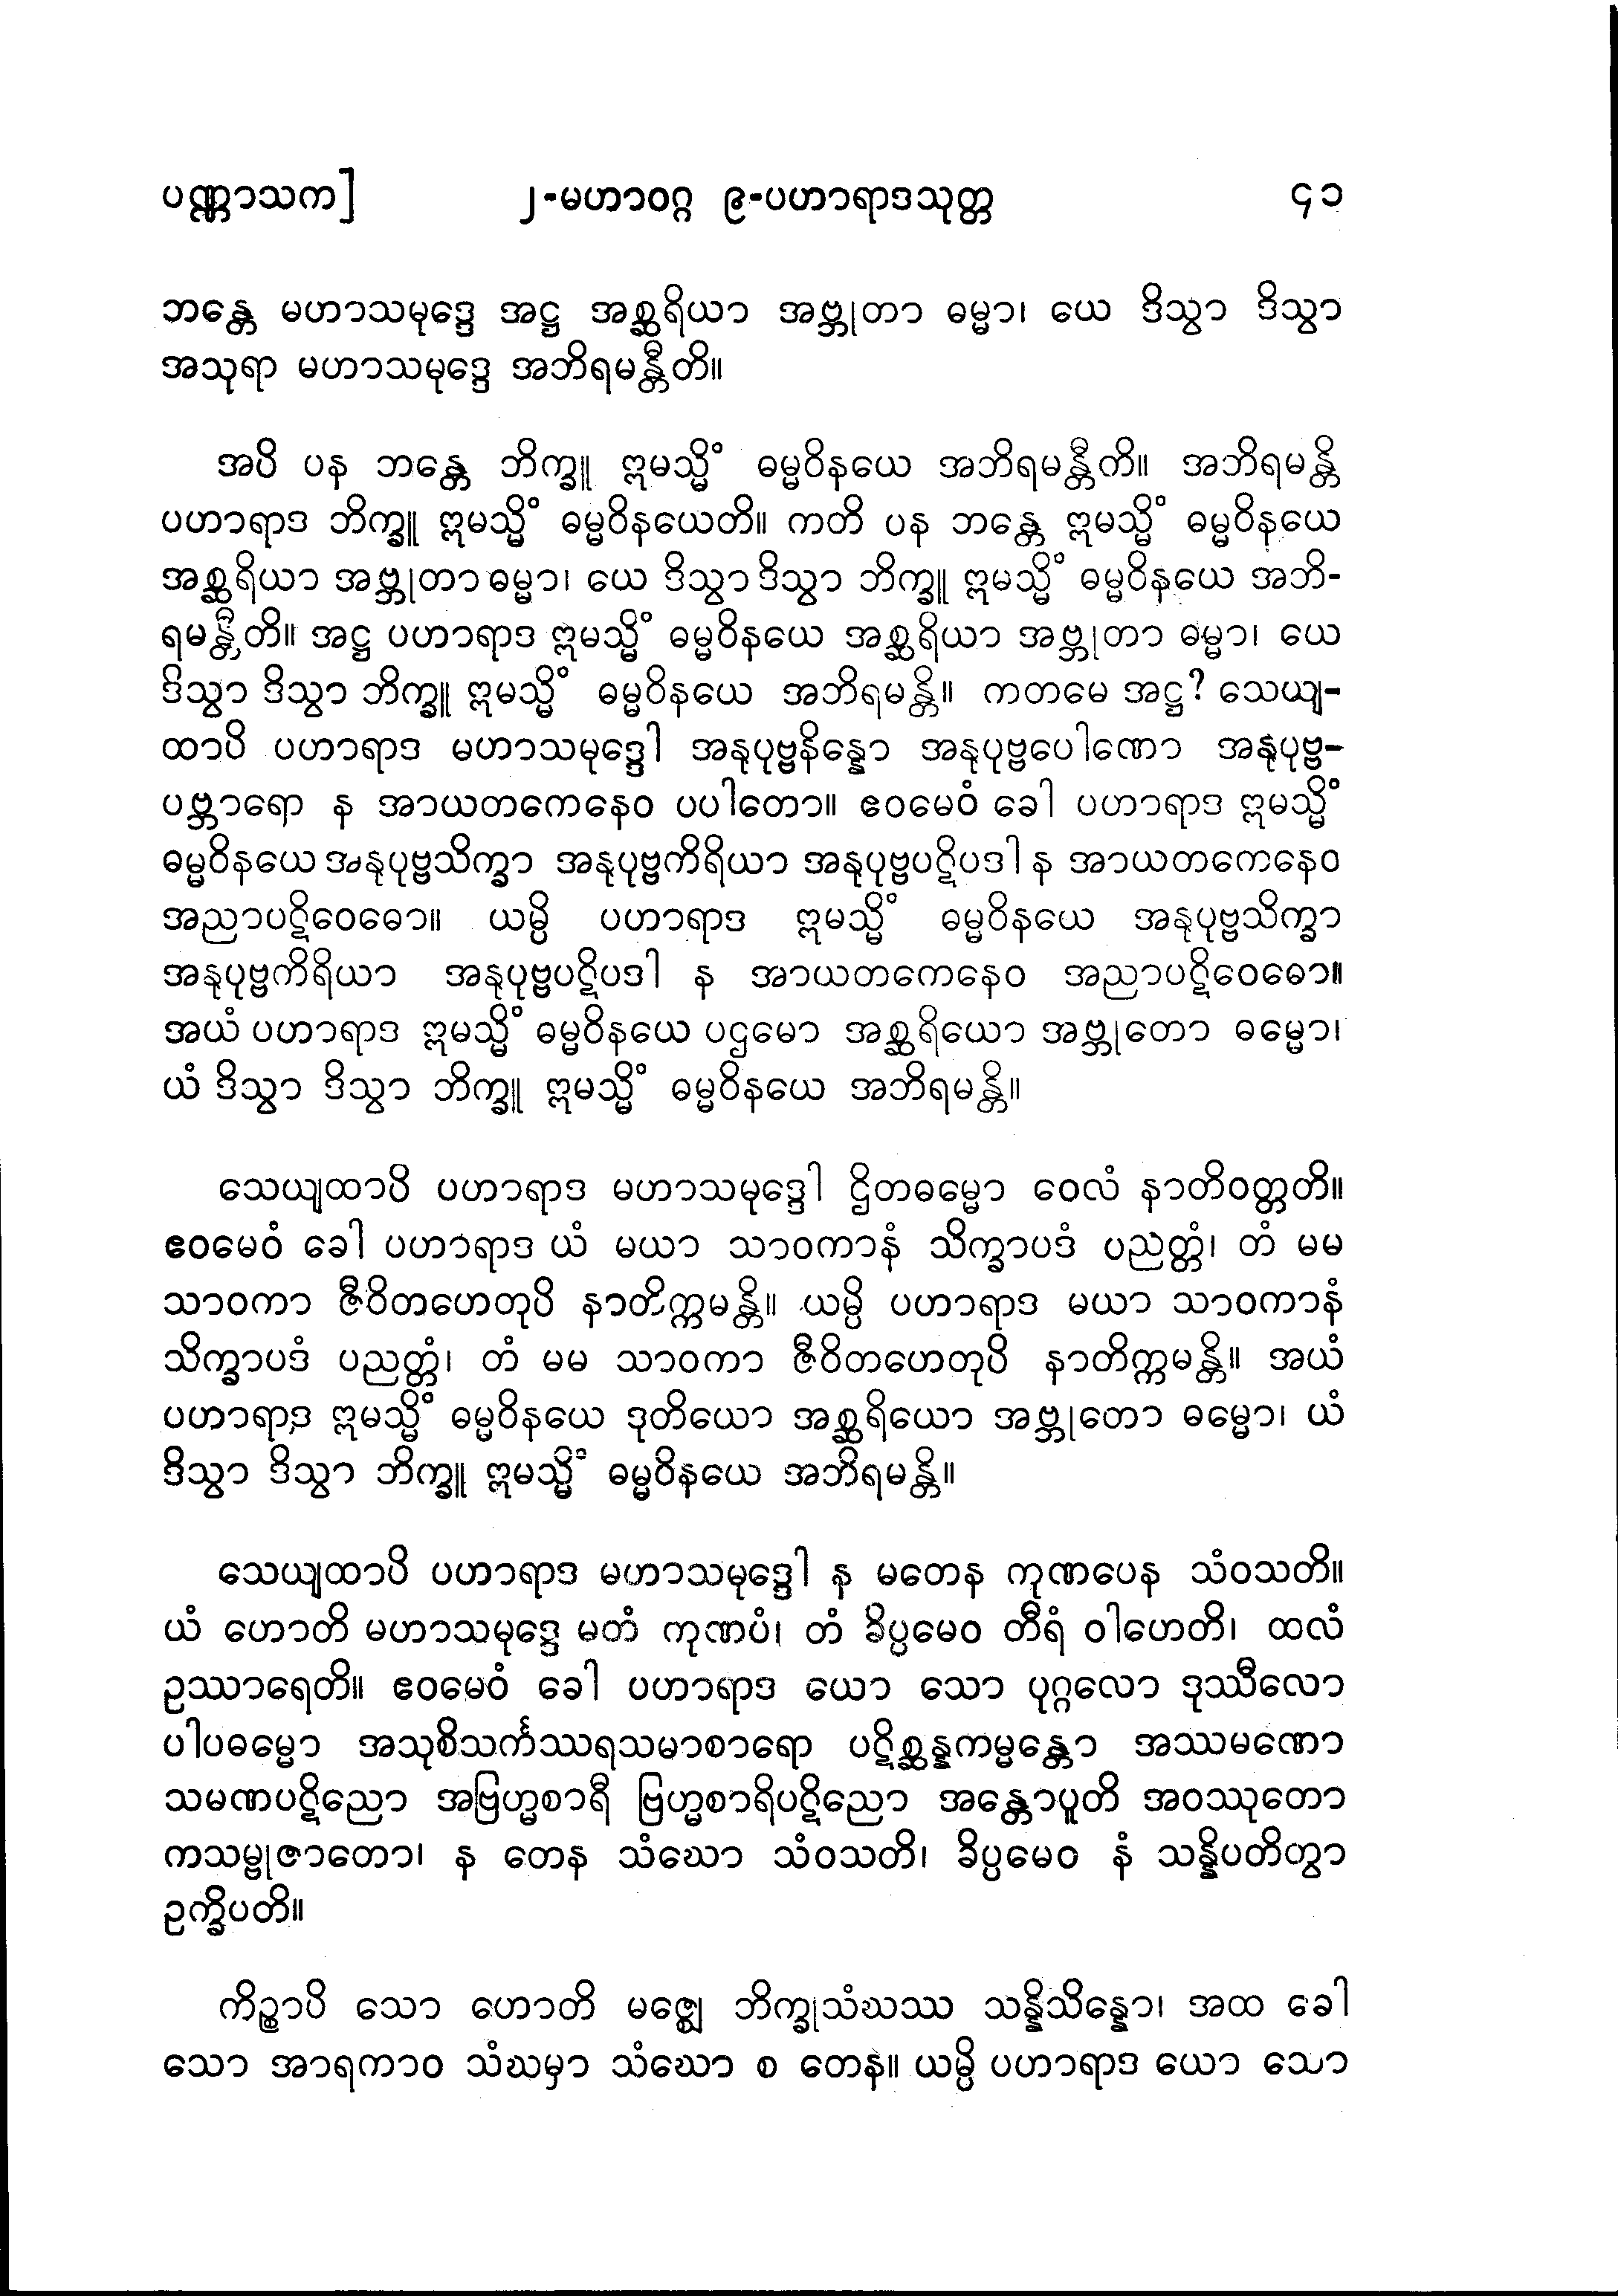 ပဏ္ဏာသက] ၂-မဟာဝဂ္ဂ ၉-ပဟာရာဒသုတ္တ ၄၁
ဘန္တေ မဟာသမုဒ္ဒေ အဋ္ဌ အစ္ဆရိယာ အဗ္ဘုတာ ဓမ္မာ၊ ယေ ဒိသွာ ဒိသွာ
အသုရာ မဟာသမုဒ္ဒေ အဘိရမန္တီတိ။
အပိ ပန ဘန္တေ ဘိက္ခူ ဣမသ္မိံ ဓမ္မဝိနယေ အဘိရမန္တီကိ။ အဘိရမန္တိ
ပဟာရာဒ ဘိက္ခူ ဣမသ္မိံ ဓမ္မဝိနယေတိ။ ကတိ ပန ဘန္တေ ဣမသ္မိံ ဓမ္မဝိနယေ
အစ္ဆရိယာ အဗ္ဘုတာ ဓမ္မာ၊ ယေ ဒိသွာ ဒိသွာ ဘိက္ခူ ဣမသ္မိံ ဓမ္မဝိနယေ အဘိ-
ရမန္တီတိ။ အဋ္ဌ ပဟာရာဒ ဣမသ္မိံ ဓမ္မဝိနယေ အစ္ဆရိယာ အဗ္ဘုတာ ဓမ္မာ၊ ယေ
ဒိသွာ ဒိသွာ ဘိက္ခူ ဣမသ္မိံ ဓမ္မဝိနယေ အဘိရမန္တိ။ ကတမေ အဋ္ဌ? သေယျ-
ထာပိ ပဟာရာဒ မဟာသမုဒ္ဒေါ အနုပုဗ္ဗနိန္နော အနုပုဗ္ဗပေါဏော အနုပုဗ္ဗ-
ပဗ္ဘာရော န အာယတကေနေဝ ပပါတော။ ဧဝမေဝံ ခေါ ပဟာရာဒ ဣမသ္မိံ
ဓမ္မဝိနယေ အနုပုဗ္ဗသိက္ခာ အနုပုဗ္ဗကိရိယာ အနုပုဗ္ဗပဋိပဒါ န အာယတကေနေဝ
အညာပဋိဝေဓော။ ယမ္ပိ ပဟာရာဒ ဣမသ္မိံ ဓမ္မဝိနယေ အနုပုဗ္ဗသိက္ခာ
အနုပုဗ္ဗကိရိယာ အနုပုဗ္ဗပဋိပဒါ န အာယတကေနေဝ အညာပဋိဝေဓော။
အယံ ပဟာရာဒ ဣမသ္မိံ ဓမ္မဝိနယေ ပဌမော အစ္ဆရိယော အဗ္ဘုတော ဓမ္မော၊
ယံ ဒိသွာ ဒိသွာ ဘိက္ခူ ဣမသ္မိံ ဓမ္မဝိနယေ အဘိရမန္တိ။
သေယျထာပိ ပဟာရာဒ မဟာသမုဒ္ဒေါ ဌိတဓမ္မော ဝေလံ နာတိဝတ္တတိ။
ဧဝမေဝံ ခေါ ပဟာရာဒ ယံ မယာ သာဝကာနံ သိက္ခာပဒံ ပညတ္တံ၊ တံ မမ
သာဝကာ ဇီဝိတဟေတုပိ နာတိက္ကမန္တိ။ ယမ္ပိ ပဟာရာဒ မယာ သာဝကာနံ
သိက္ခာပဒံ ပညတ္တံ၊ တံ မမ သာဝကာ ဇီဝိတဟေတုပိ နာတိက္ကမန္တိ။ အယံ
ပဟာရာဒ ဣမသ္မိံ ဓမ္မဝိနယေ ဒုတိယော အစ္ဆရိယော အဗ္ဘုတော ဓမ္မော၊ ယံ
ဒိသွာ ဒိသွာ ဘိက္ခူ ဣမသ္မိံ ဓမ္မဝိနယေ အဘိရမန္တိ။
သေယျထာပိ ပဟာရာဒ မဟာသမုဒ္ဒေါ န မတေန ကုဏပေန သံဝသတိ။
ယံ ဟောတိ မဟာသမုဒ္ဒေ မတံ ကုဏပံ၊ တံ ခိပ္ပမေဝ တီရံ ဝါဟေတိ၊ ထလံ
ဥဿာရေတိ။ ဧဝမေဝံ ခေါ ပဟာရာဒ ယော သော ပုဂ္ဂလော ဒုဿီလော
ပါပဓမ္မော အသုစိသင်္ကဿရသမာစာရော ပဋိစ္ဆန္နကမ္မန္တော အဿမဏော
သမဏပဋိညော အဗြဟ္မစာရီ ဗြဟ္မစာရိပဋိညော အန္တောပူတိ အဝဿုတော
ကသမ္ဗုဇာတော၊ န တေန သံဃော သံဝသတိ၊ ခိပ္ပမေဝ နံ သန္နိပတိတွာ
ဥက္ခိပတိ။
ကိဉ္စာပိ သော ဟောတိ မဇ္ဈေ ဘိက္ခုသံဃဿ သန္နိသိန္နော၊ အထ ခေါ
သော အာရကာဝ သံဃမှာ သံဃော စ တေန။ ယမ္ပိ ပဟာရာဒ ယော သော